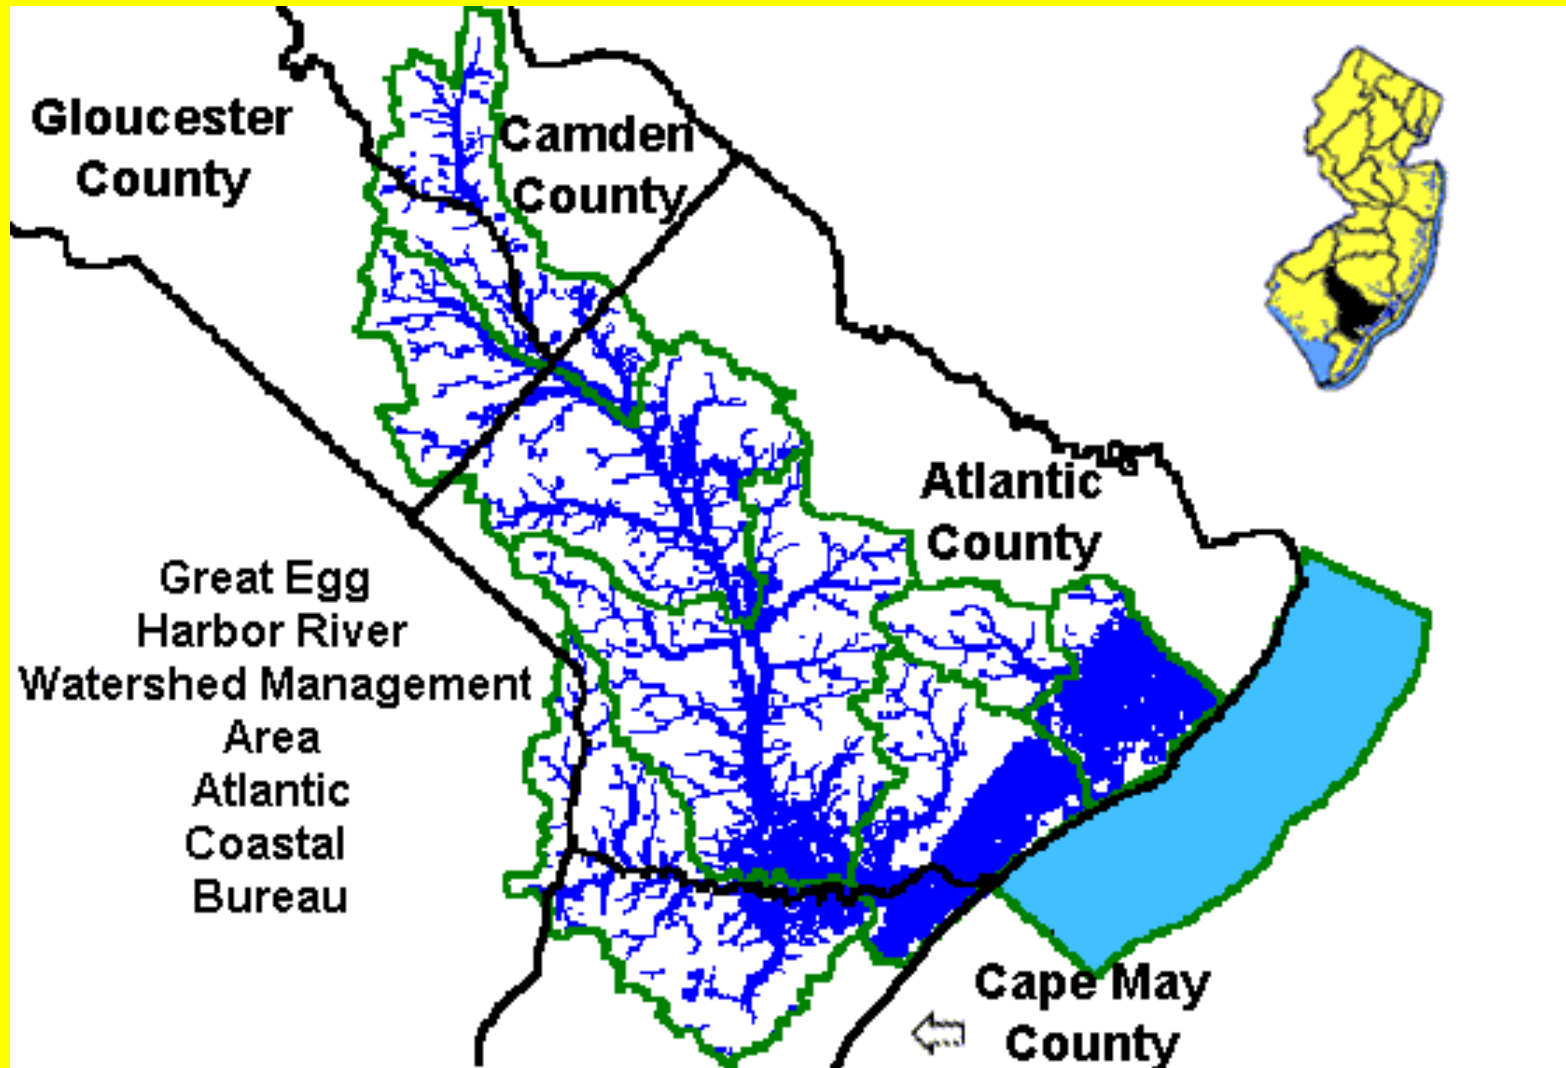 Gloucester
County
Camden
County
Atlantic
County
Great Egg
Harbor River
Watershed Management
Area
Atlantic
Coastal
Bureau
Cape May
County